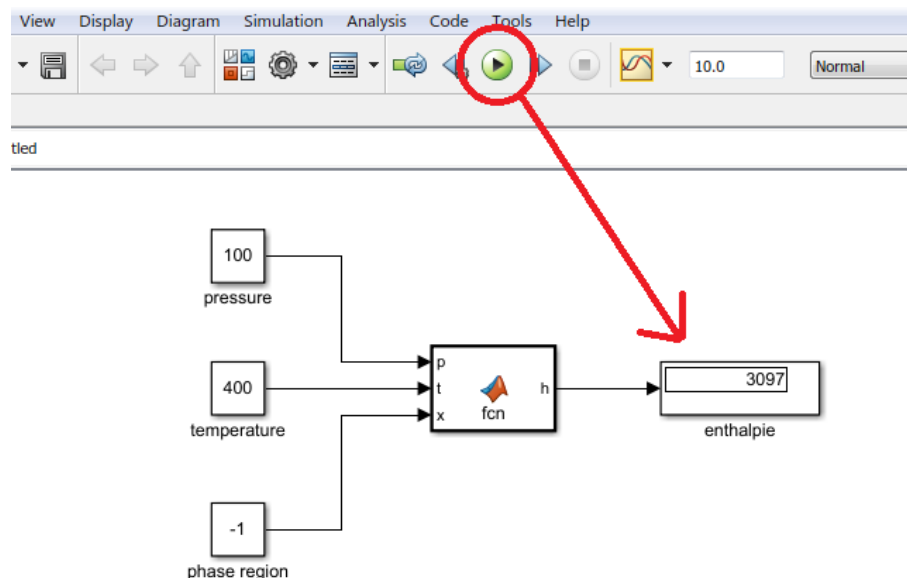 View Display Diagram Simulation Analysis Code Tools Help
10.0 Normal
tled
100
pressure
p
400
t
h
3097
temperature
x
fcn
enthalpie
-1
phase region